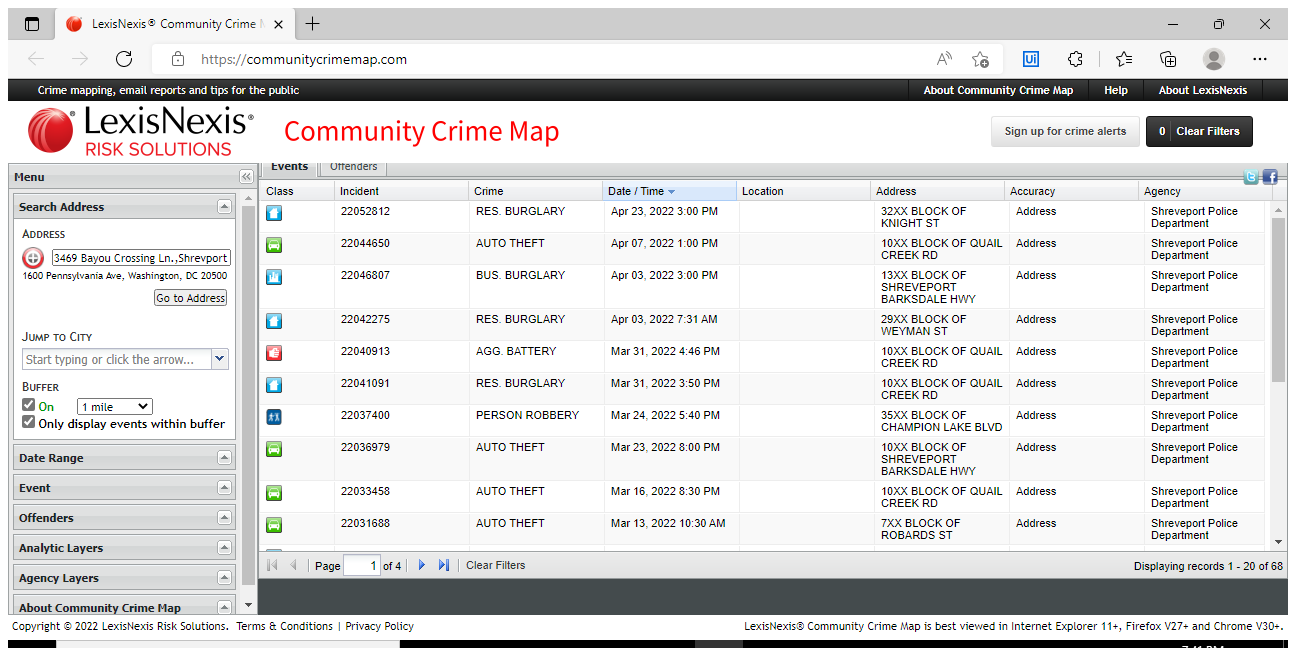 LexisNexis® Community Crime M
https://communitycrimemap.com
Crime mapping, email reports and tips for the public
About Community Crime Map
Help
About LexisNexis
LexisNexis®
RISK SOLUTIONS
Community Crime Map
Sign up for crime alerts
0 Clear Filters
Menu
Search Address
ADDRESS
3469 Bayou Crossing Ln.,Shreveport
1600 Pennsylvania Ave, Washington, DC 20500
Go to Address
JUMP TO CITY
Start typing or click the arrow...
BUFFER
On
1 mile
Only display events within buffer
Date Range
Event
Offenders
Analytic Layers
Agency Layers
About Community Crime Map
Events
Offenders
Class Incident Crime Date / Time Location Address Accuracy Agency
22052812 RES. BURGLARY Apr 23, 2022 3:00 PM 32XX BLOCK OF Address Shreveport Police
KNIGHT ST Department
22044650 AUTO THEFT Apr 07, 2022 1:00 PM 10XX BLOCK OF QUAIL Address Shreveport Police
CREEK RD Department
22046807 BUS. BURGLARY Apr 03, 2022 3:00 PM 13XX BLOCK OF Address Shreveport Police
SHREVEPORT Department
BARKSDALE HWY
22042275 RES. BURGLARY Apr 03, 2022 7:31 AM 29XX BLOCK OF Address Shreveport Police
WEYMAN ST Department
22040913 AGG. BATTERY Mar 31, 2022 4:46 PM 10XX BLOCK OF QUAIL Address Shreveport Police
CREEK RD Department
22041091 RES. BURGLARY Mar 31, 2022 3:50 PM 10XX BLOCK OF QUAIL Address Shreveport Police
CREEK RD Department
22037400 PERSON ROBBERY Mar 24, 2022 5:40 PM 35XX BLOCK OF Address Shreveport Police
CHAMPION LAKE BLVD Department
22036979 AUTO THEFT Mar 23, 2022 8:00 PM 10XX BLOCK OF Address Shreveport Police
SHREVEPORT Department
BARKSDALE HWY
22033458 AUTO THEFT Mar 16, 2022 8:30 PM 10XX BLOCK OF QUAIL Address Shreveport Police
CREEK RD Department
22031688 AUTO THEFT Mar 13, 2022 10:30 AM 7XX BLOCK OF Address Shreveport Police
ROBARDS ST Department
Page 1 of 4
Clear Filters
Displaying records 1 - 20 of 68
Copyright © 2022 LexisNexis Risk Solutions. Terms & Conditions | Privacy Policy
LexisNexis® Community Crime Map is best viewed in Internet Explorer 11+, Firefox V27+ and Chrome V30+.